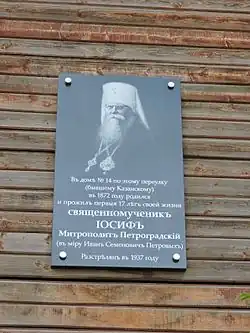 Въ домѣ № 14 по этому переулку
(бывшему Казанскому)
въ 1872 году родился
и прожилъ первыя 17 лѣтъ своей жизни
СВЯЩЕННОМУЧЕНИКЪ
ІОСИФЪ
Митрополитъ Петроградскій
(въ міру Иванъ Семеновичъ Петровыхъ)
Разстрѣлянъ въ 1937 году